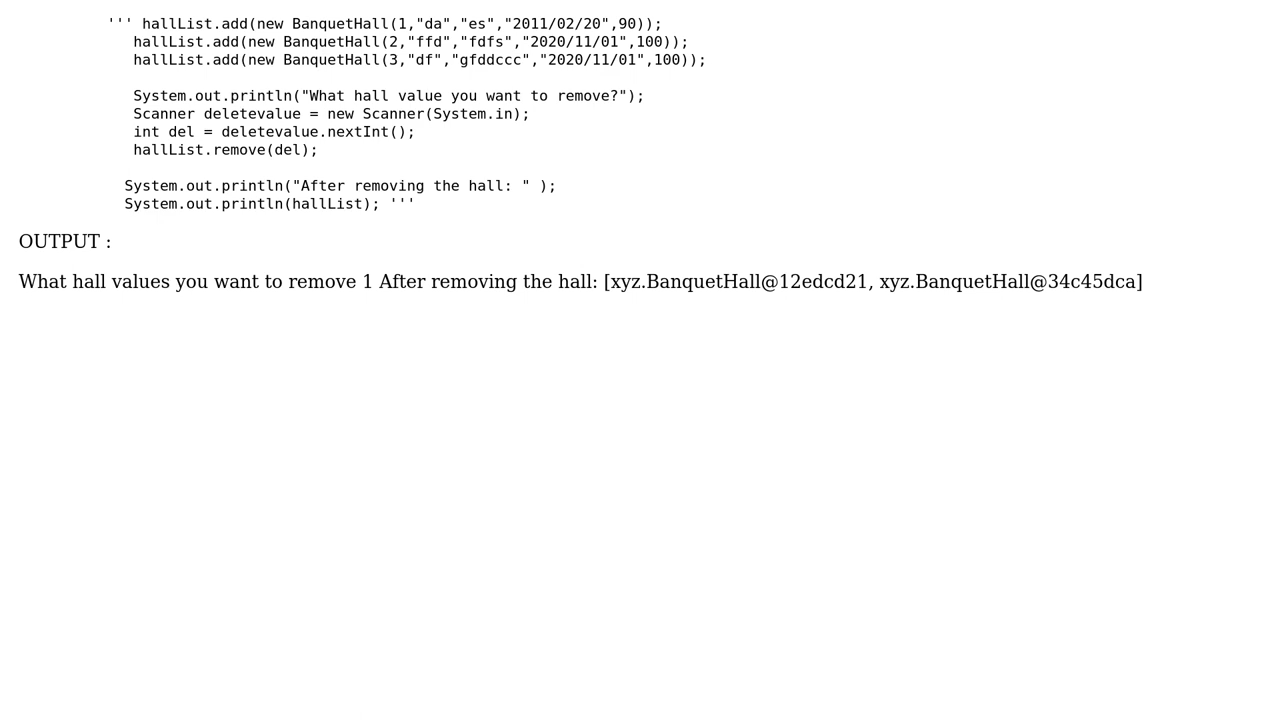 ''' hallList.add(new BanquetHall(1,"da","es","2011/02/20",90));
hallList.add(new BanquetHall(2,"ffd","fdfs","2020/11/01",100));
hallList.add(new BanquetHall(3,"df","gfddccc","2020/11/01",100));
System.out.println("What hall value you want to remove?");
Scanner deletevalue = new Scanner(System.in);
int del = deletevalue.nextInt();
hallList.remove(del);
System.out.println("After removing the hall: " );
System.out.println(hallList); '''
OUTPUT :
What hall values you want to remove 1 After removing the hall: [xyz.BanquetHall@12edcd21, xyz.BanquetHall@34c45dca]